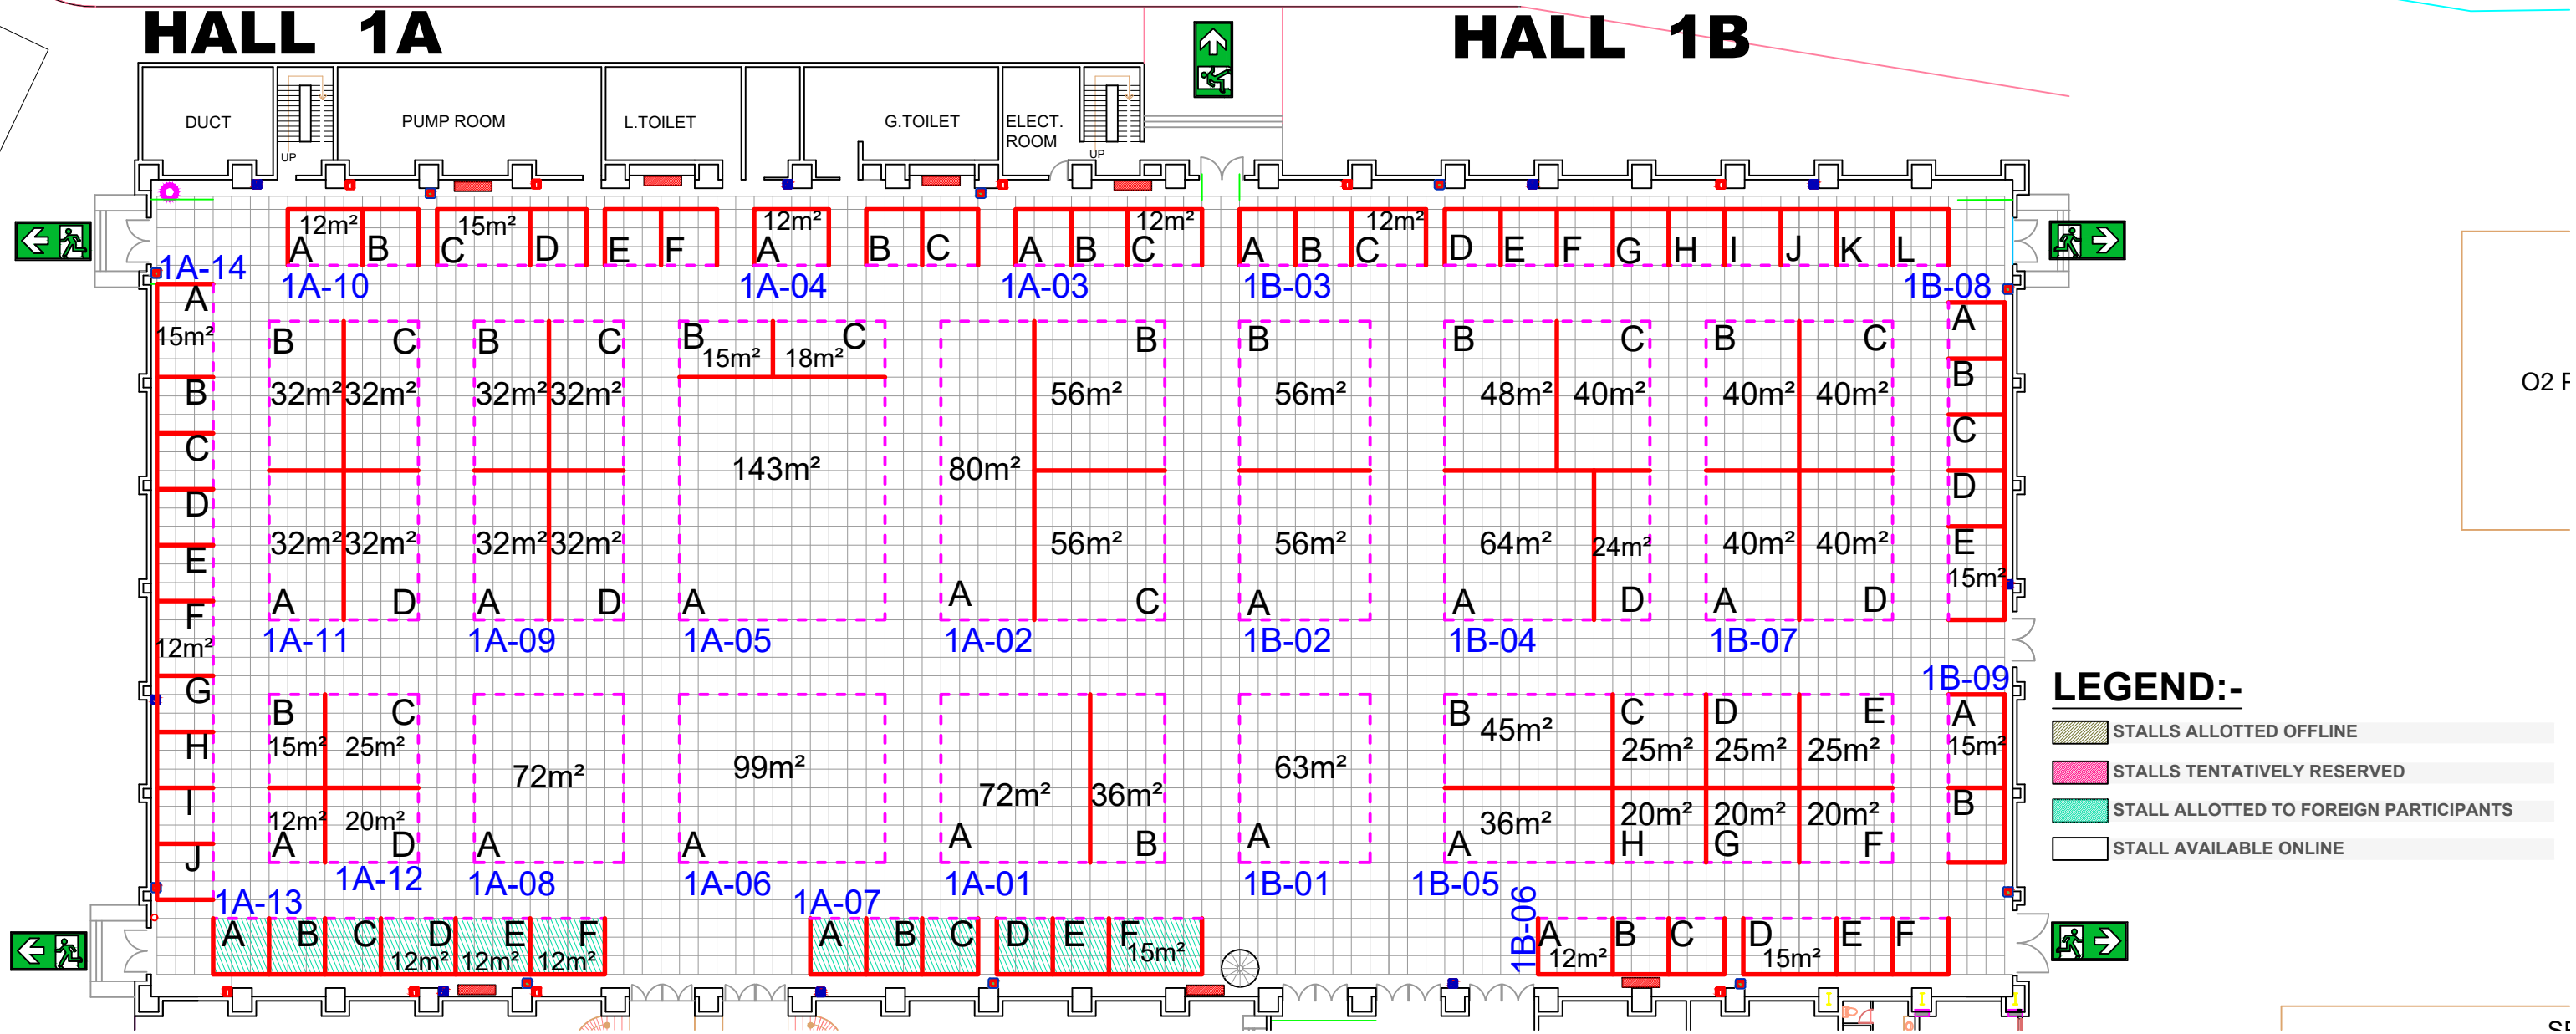 HALL 1A
HALL 1B
DUCT
UP
PUMP ROOM
L.TOILET
G.TOILET
ELECT.
ROOM
UP
12m² 15m² 12m² 12m² 12m²
A B C D E F A B C A B C A B C D E F G H I J K L
1A-14 1A-10 1A-04 1A-03 1B-03 1B-08
A
15m²
B
C
D
E
F
12m²
G
H
I
J
B C
32m² 32m²
32m² 32m²
A D
1A-11
B C
32m² 32m²
32m² 32m²
A D
1A-09
B C
15m² 18m²
143m²
A
1A-05
B
80m² 56m²
56m²
A C
1A-02
B
56m²
56m²
A
1B-02
B C
48m² 40m²
64m² 24m²
A D
1B-04
B C
40m² 40m²
40m² 40m²
A D
1B-07
A
B
C
D
E
15m²
O2
1B-09
A
15m²
B
B C
15m² 25m²
12m² 20m²
A D
1A-12
72m²
A
1A-08
99m²
A
1A-06
72m² 36m²
A B
1A-01
63m²
A
1B-01
B C D E
45m² 25m² 25m² 25m²
36m² 20m² 20m² 20m²
A H G F
1B-05
1A-13
A B C D E F
12m² 12m² 12m²
1A-07
A B C D E F
15m²
1B-06
A B C D E F
12m² 15m²
LEGEND:-
STALLS ALLOTTED OFFLINE
STALLS TENTATIVELY RESERVED
STALL ALLOTTED TO FOREIGN PARTICIPANTS
STALL AVAILABLE ONLINE